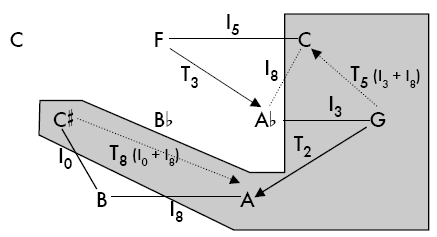 I₅
C F C
T₃ I₈ T₅ (I₃ + I₈)
I₃
C♯ B♭ A♭ G
I₀ T₈ (I₀ + I₈) T₂
B A
I₈